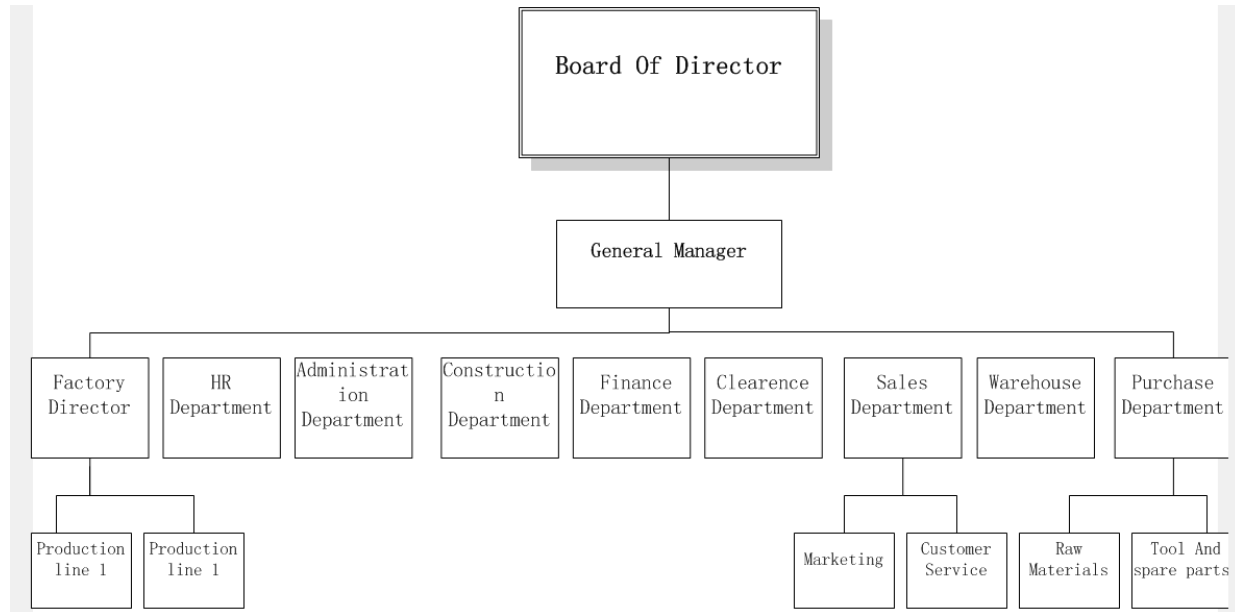 Board Of Director
General Manager
Factory
Director
HR
Department
Administrat
ion
Department
Constructio
n
Department
Finance
Department
Clearence
Department
Sales
Department
Warehouse
Department
Purchase
Department
Production
line 1
Production
line 1
Marketing
Customer
Service
Raw
Materials
Tool And
spare parts